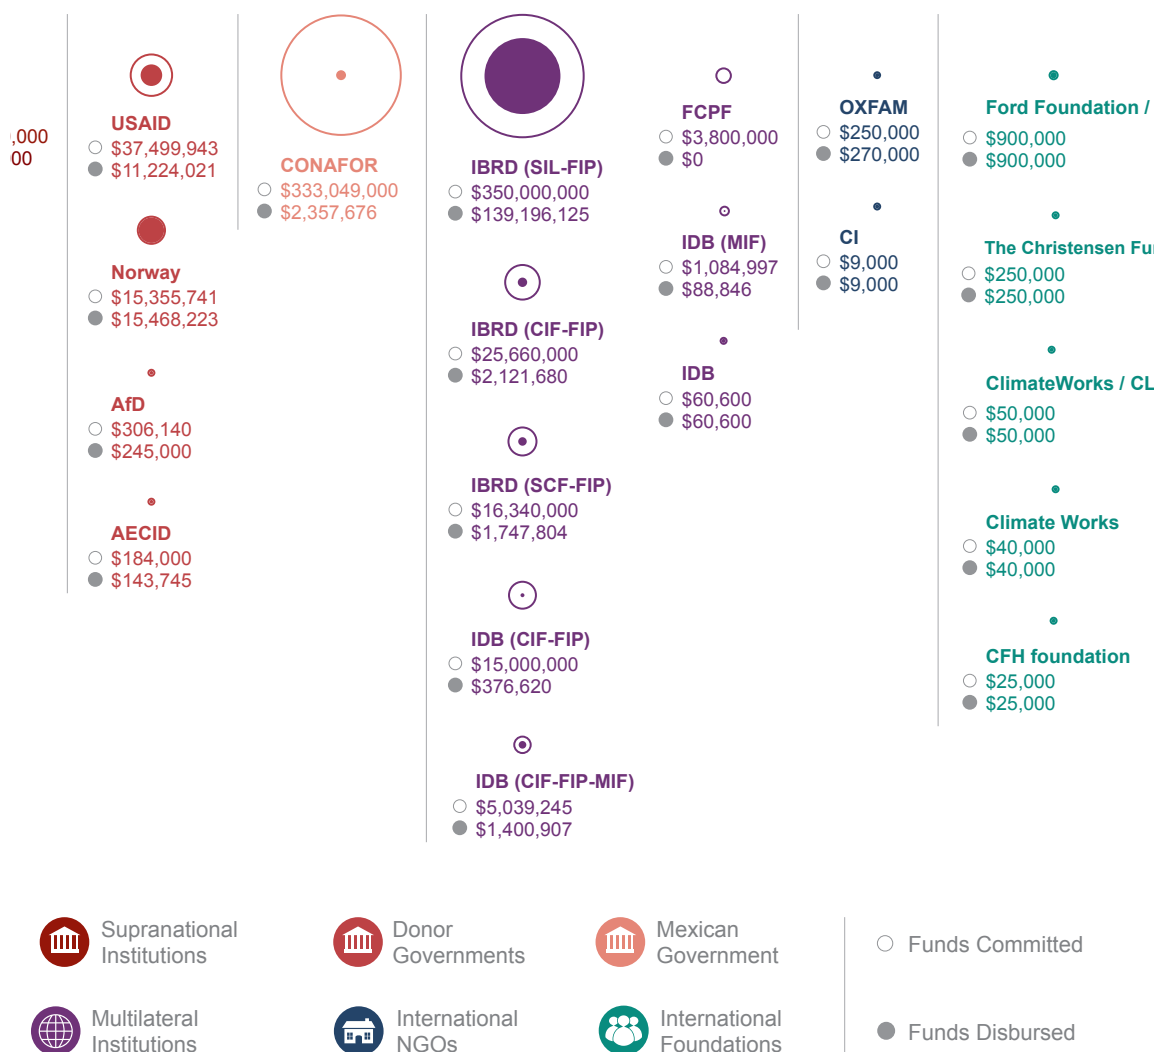 ,000
00
USAID
$37,499,943
$11,224,021
Norway
$15,355,741
$15,468,223
AfD
$306,140
$245,000
AECID
$184,000
$143,745
CONAFOR
$333,049,000
$2,357,676
IBRD (SIL-FIP)
$350,000,000
$139,196,125
IBRD (CIF-FIP)
$25,660,000
$2,121,680
IBRD (SCF-FIP)
$16,340,000
$1,747,804
IDB (CIF-FIP)
$15,000,000
$376,620
IDB (CIF-FIP-MIF)
$5,039,245
$1,400,907
FCPF
$3,800,000
$0
IDB (MIF)
$1,084,997
$88,846
IDB
$60,600
$60,600
OXFAM
$250,000
$270,000
CI
$9,000
$9,000
Ford Foundation /
$900,000
$900,000
The Christensen Fu
$250,000
$250,000
ClimateWorks / CL
$50,000
$50,000
Climate Works
$40,000
$40,000
CFH foundation
$25,000
$25,000
Supranational
Institutions
Donor
Governments
Mexican
Government
Funds Committed
Multilateral
Institutions
International
NGOs
International
Foundations
Funds Disbursed